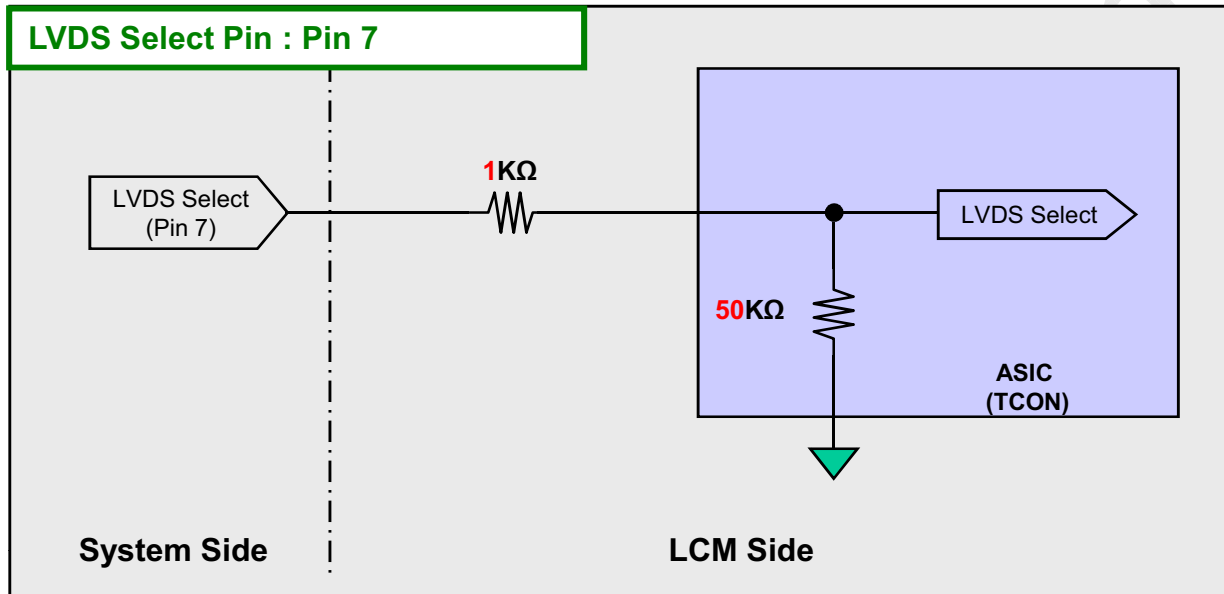 LVDS Select Pin : Pin 7
1KΩ
LVDS Select
(Pin 7)
LVDS Select
50KΩ
ASIC
(TCON)
System Side
LCM Side